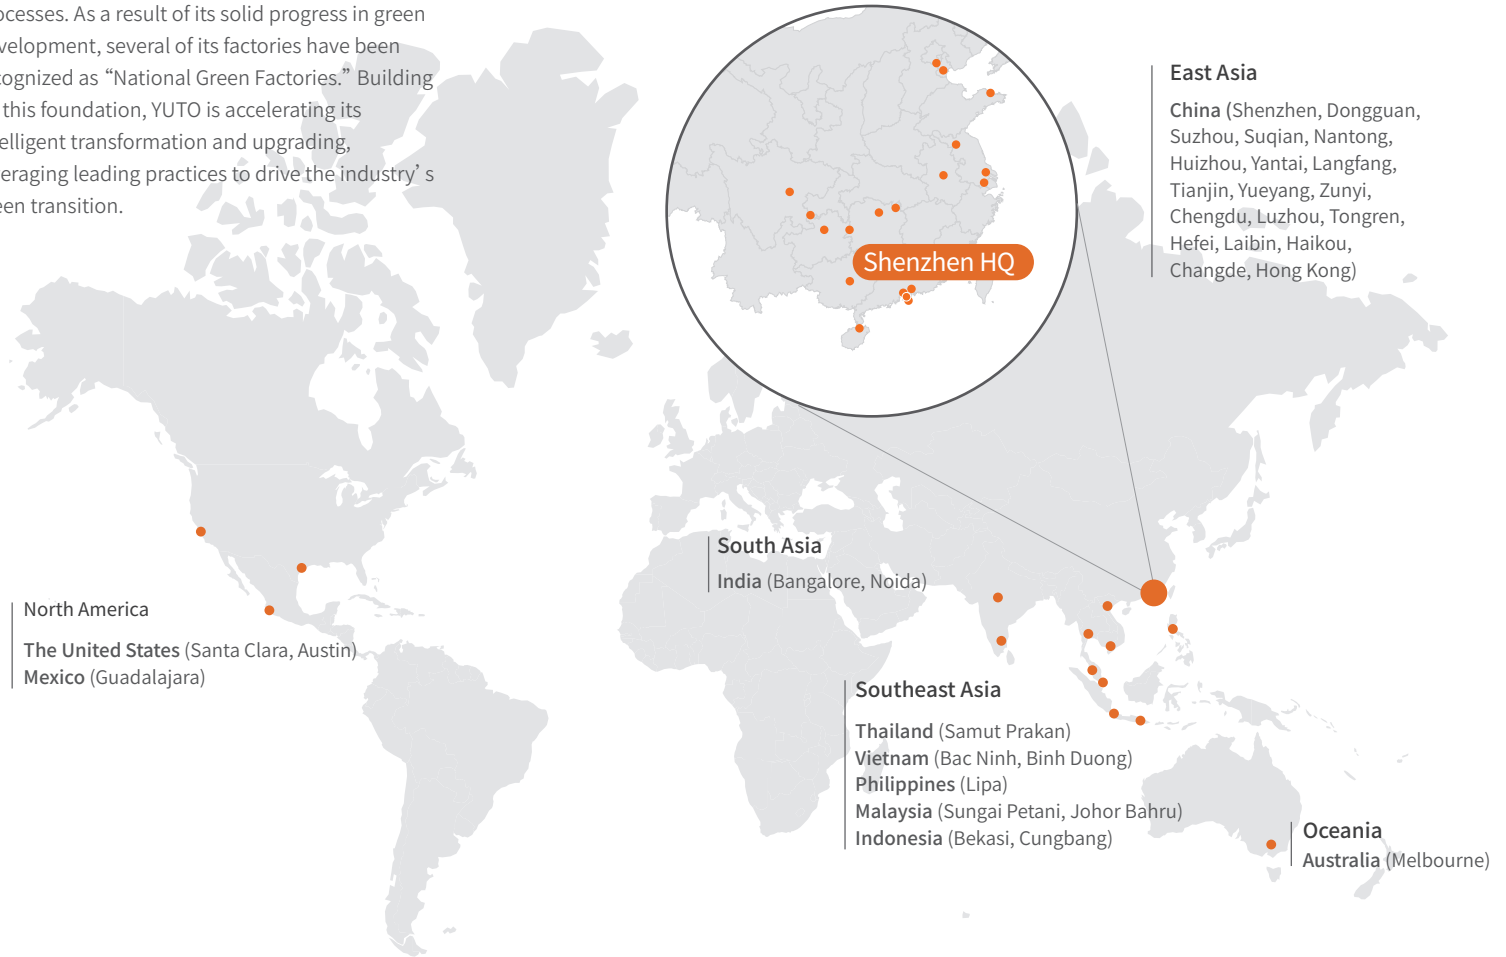 ocesses. As a result of its solid progress in green
velopment, several of its factories have been
cognized as “National Green Factories.” Building
this foundation, YUTO is accelerating its
elligent transformation and upgrading,
eraging leading practices to drive the industry’ s
een transition.
Shenzhen HQ
East Asia
China (Shenzhen, Dongguan,
Suzhou, Suqian, Nantong,
Huizhou, Yantai, Langfang,
Tianjin, Yueyang, Zunyi,
Chengdu, Luzhou, Tongren,
Hefei, Laibin, Haikou,
Changde, Hong Kong)
South Asia
India (Bangalore, Noida)
North America
The United States (Santa Clara, Austin)
Mexico (Guadalajara)
Southeast Asia
Thailand (Samut Prakan)
Vietnam (Bac Ninh, Binh Duong)
Philippines (Lipa)
Malaysia (Sungai Petani, Johor Bahru)
Indonesia (Bekasi, Cungbang)
Oceania
Australia (Melbourne)